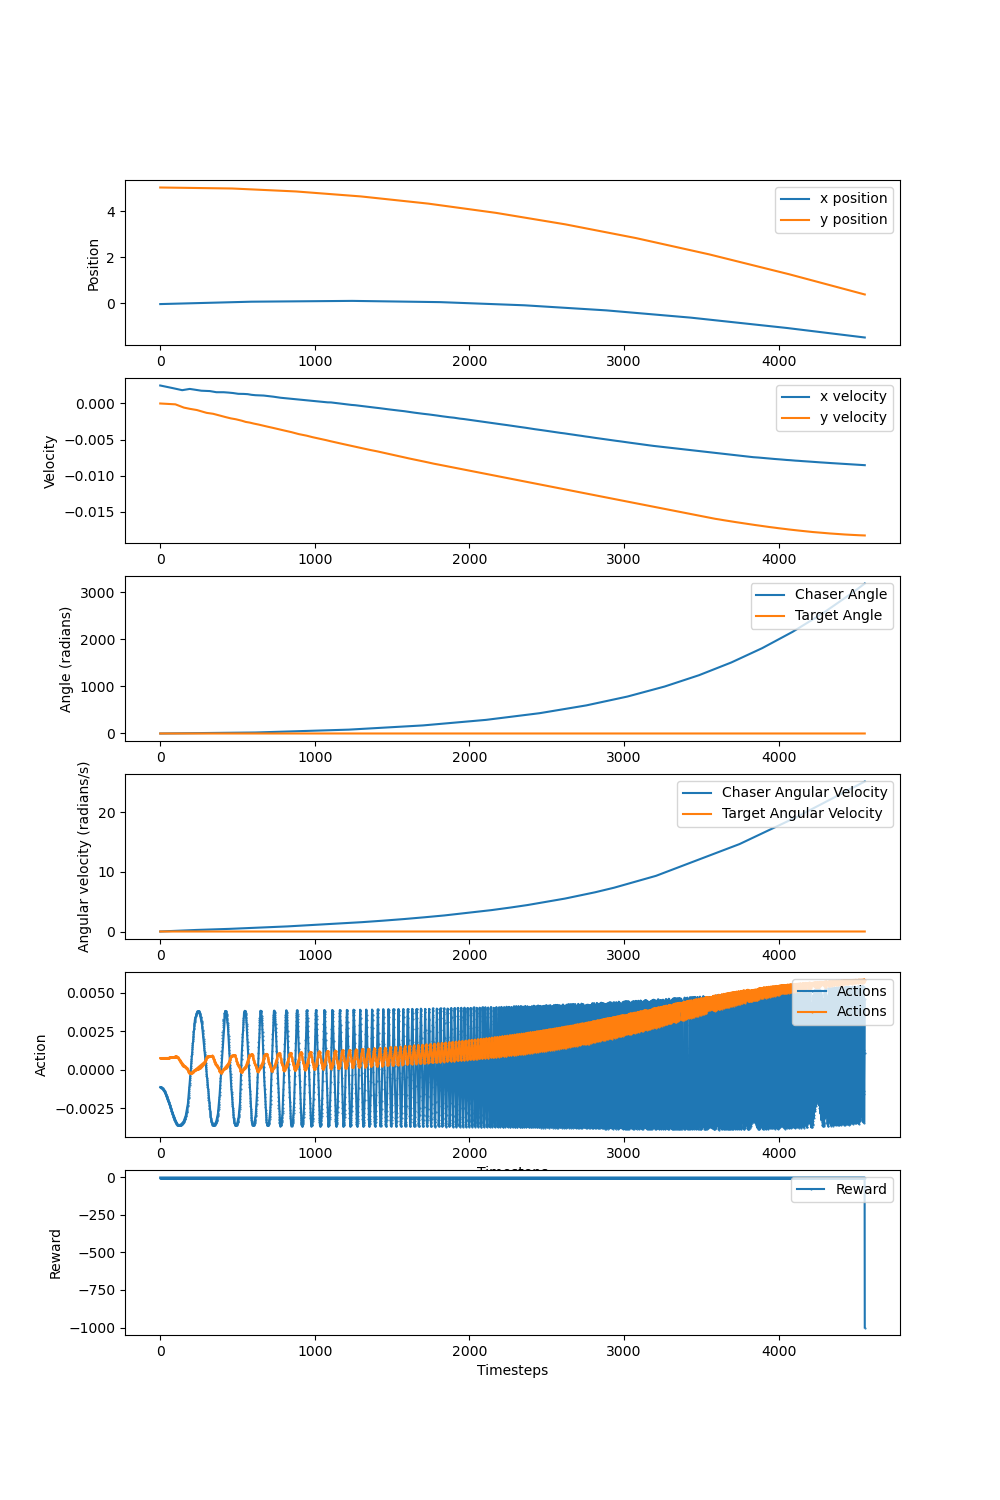 x position
y position
4
2
0
Position
0 1000 2000 3000 4000
x velocity
y velocity
0.000
−0.005
−0.010
−0.015
Velocity
0 1000 2000 3000 4000
Chaser Angle
Target Angle
3000
2000
1000
0
Angle (radians)
0 1000 2000 3000 4000
Chaser Angular Velocity
Target Angular Velocity
20
10
0
Angular velocity (radians/s)
0 1000 2000 3000 4000
Actions
Actions
0.0050
0.0025
0.0000
−0.0025
Action
0 1000 2000 3000 4000
Timesteps
Reward
0
−250
−500
−750
−1000
Reward
0 1000 2000 3000 4000
Timesteps